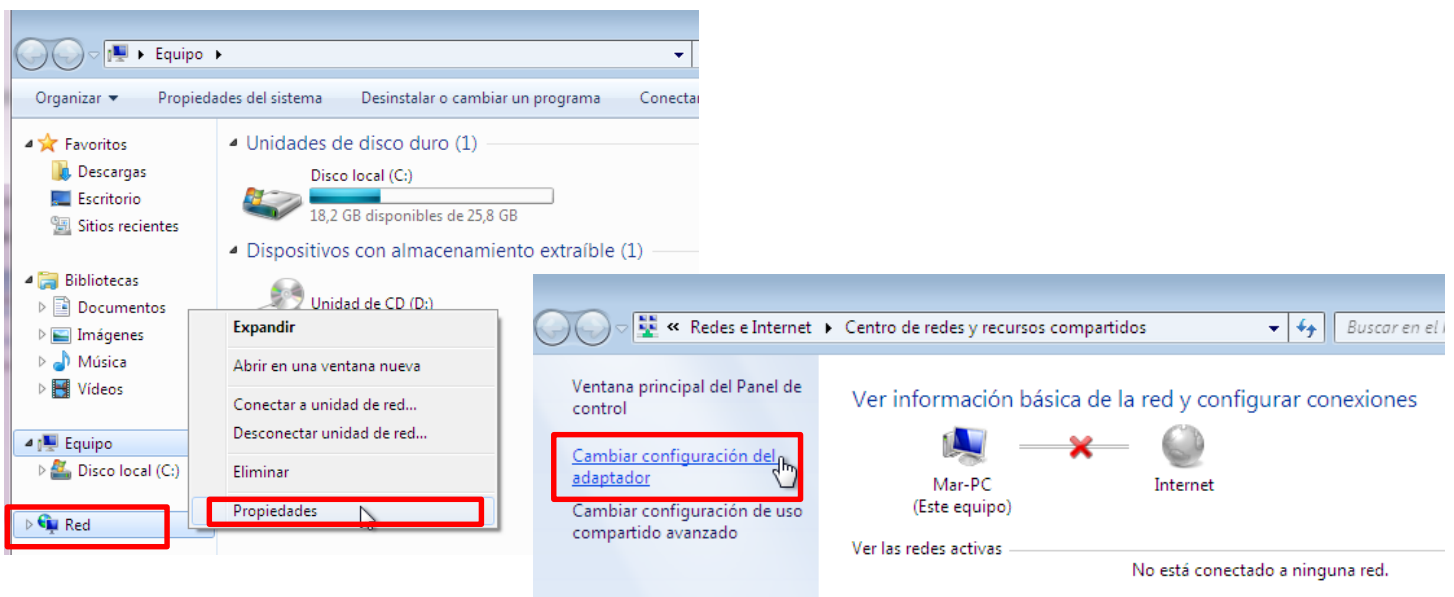 Equipo
Organizar Propiedades del sistema Desinstalar o cambiar un programa Conectar
Favoritos
Descargas
Escritorio
Sitios recientes
Bibliotecas
Documentos
Imágenes
Música
Vídeos
Equipo
Disco local (C:)
Red
Unidades de disco duro (1)
Disco local (C:)
18,2 GB disponibles de 25,8 GB
Dispositivos con almacenamiento extraíble (1)
Unidad de CD (D:)
Expandir
Abrir en una ventana nueva
Conectar a unidad de red...
Desconectar unidad de red...
Eliminar
Propiedades
« Redes e Internet Centro de redes y recursos compartidos Buscar en el
Ventana principal del Panel de
control
Cambiar configuración del
adaptador
Cambiar configuración de uso
compartido avanzado
Ver información básica de la red y configurar conexiones
Mar-PC
(Este equipo)
Internet
Ver las redes activas
No está conectado a ninguna red.